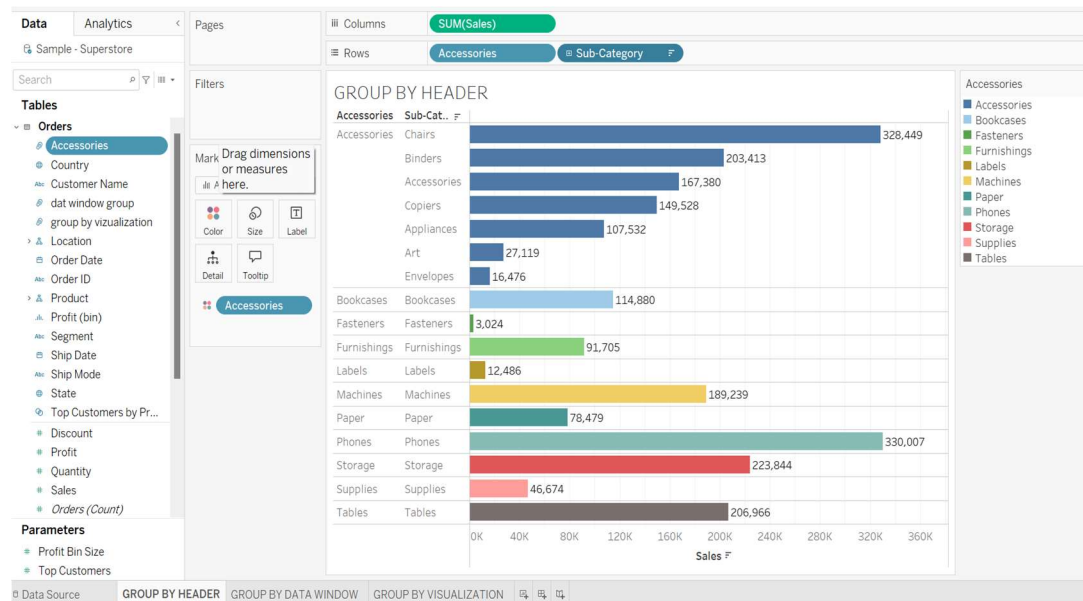 Data Analytics
Sample - Superstore
Search
Tables
Orders
Accessories
Country
Abc Customer Name
dat window group
group by vizualization
Location
Order Date
Abc Order ID
Product
Profit (bin)
Abc Segment
Ship Date
Abc Ship Mode
State
Top Customers by Pr...
Discount
Profit
Quantity
Sales
Orders (Count)
Parameters
Profit Bin Size
Top Customers
Pages
Filters
Mark
Drag dimensions
or measures
here.
Color Size Label
Detail Tooltip
Accessories
Columns SUM(Sales)
Rows Accessories Sub-Category
GROUP BY HEADER
Accessories Sub-Cat..
Accessories Chairs 328,449
Binders 203,413
Accessories 167,380
Copiers 149,528
Appliances 107,532
Art 27,119
Envelopes 16,476
Bookcases Bookcases 114,880
Fasteners Fasteners 3,024
Furnishings Furnishings 91,705
Labels Labels 12,486
Machines Machines 189,239
Paper Paper 78,479
Phones Phones 330,007
Storage Storage 223,844
Supplies Supplies 46,674
Tables Tables 206,966
0K 40K 80K 120K 160K 200K 240K 280K 320K 360K
Sales
Accessories
Accessories
Bookcases
Fasteners
Furnishings
Labels
Machines
Paper
Phones
Storage
Supplies
Tables
Data Source GROUP BY HEADER GROUP BY DATA WINDOW GROUP BY VISUALIZATION